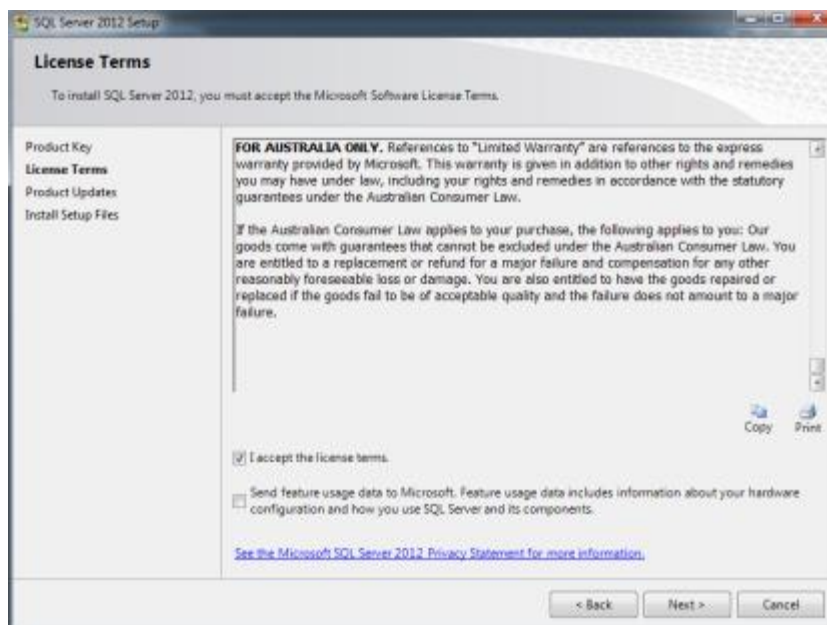 SQL Server 2012 Setup
License Terms
To install SQL Server 2012, you must accept the Microsoft Software License Terms.
Product Key
License Terms
Product Updates
Install Setup Files
FOR AUSTRALIA ONLY. References to "Limited Warranty" are references to the express
warranty provided by Microsoft. This warranty is given in addition to other rights and remedies
you may have under law, including your rights and remedies in accordance with the statutory
guarantees under the Australian Consumer Law.
If the Australian Consumer Law applies to your purchase, the following applies to you: Our
goods come with guarantees that cannot be excluded under the Australian Consumer Law. You
are entitled to a replacement or refund for a major failure and compensation for any other
reasonably foreseeable loss or damage. You are also entitled to have the goods repaired or
replaced if the goods fail to be of acceptable quality and the failure does not amount to a major
failure.
Copy Print
I accept the license terms.
Send feature usage data to Microsoft. Feature usage data includes information about your hardware
configuration and how you use SQL Server and its components.
See the Microsoft SQL Server 2012 Privacy Statement for more information.
< Back Next > Cancel